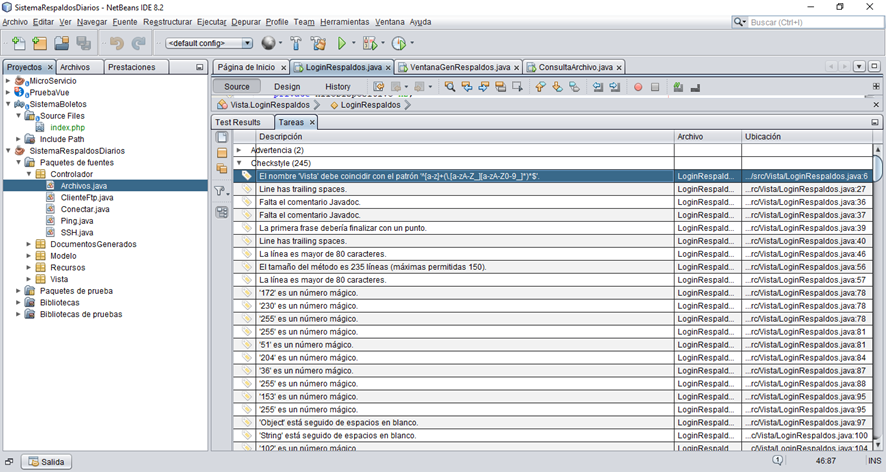 SistemaRespaldosDiarios - NetBeans IDE 8.2
Archivo Editar Ver Navegar Fuente Reestructurar Ejecutar Depurar Profile Team Herramientas Ventana Ayuda
Buscar (Ctrl+I)
<default config>
Proyectos Archivos Prestaciones
MicroServicio
PruebaVue
SistemaBoletos
Source Files
index.php
Include Path
SistemaRespaldosDiarios
Paquetes de fuentes
Controlador
Archivos.java
ClienteFtp.java
Conectar.java
Ping.java
SSH.java
DocumentosGenerados
Modelo
Recursos
Vista
Paquetes de prueba
Bibliotecas
Bibliotecas de pruebas
Página de Inicio LoginRespaldos.java VentanaGenRespaldos.java ConsultaArchivo.java
Source Design History
Vista.LoginRespaldos LoginRespaldos
Test Results Tareas
Descripción Archivo Ubicación
Advertencia (2)
Checkstyle (245)
El nombre 'Vista' debe coincidir con el patrón '^[a-z]+(\.[a-zA-Z_][a-zA-Z0-9_]*)*$'. LoginRespald... .../src/Vista/LoginRespaldos.java:6
Line has trailing spaces. LoginRespald... ...rc/Vista/LoginRespaldos.java:27
Falta el comentario Javadoc. LoginRespald... ...rc/Vista/LoginRespaldos.java:36
Falta el comentario Javadoc. LoginRespald... ...rc/Vista/LoginRespaldos.java:37
La primera frase debería finalizar con un punto. LoginRespald... ...rc/Vista/LoginRespaldos.java:39
Line has trailing spaces. LoginRespald... ...rc/Vista/LoginRespaldos.java:40
La línea es mayor de 80 caracteres. LoginRespald... ...rc/Vista/LoginRespaldos.java:46
El tamaño del método es 235 líneas (máximas permitidas 150). LoginRespald... ...rc/Vista/LoginRespaldos.java:56
La línea es mayor de 80 caracteres. LoginRespald... ...rc/Vista/LoginRespaldos.java:57
'172' es un número mágico. LoginRespald... ...rc/Vista/LoginRespaldos.java:78
'230' es un número mágico. LoginRespald... ...rc/Vista/LoginRespaldos.java:78
'255' es un número mágico. LoginRespald... ...rc/Vista/LoginRespaldos.java:78
'255' es un número mágico. LoginRespald... ...rc/Vista/LoginRespaldos.java:81
'51' es un número mágico. LoginRespald... ...rc/Vista/LoginRespaldos.java:81
'204' es un número mágico. LoginRespald... ...rc/Vista/LoginRespaldos.java:84
'36' es un número mágico. LoginRespald... ...rc/Vista/LoginRespaldos.java:87
'255' es un número mágico. LoginRespald... ...rc/Vista/LoginRespaldos.java:88
'153' es un número mágico. LoginRespald... ...rc/Vista/LoginRespaldos.java:95
'255' es un número mágico. LoginRespald... ...rc/Vista/LoginRespaldos.java:95
'Object' está seguido de espacios en blanco. LoginRespald... ...rc/Vista/LoginRespaldos.java:97
'String' está seguido de espacios en blanco. LoginRespald... ...c/Vista/LoginRespaldos.java:100
'102' es un número mágico. LoginRespald... ...c/Vista/LoginRespaldos.java:104
Salida 1 46:87 INS